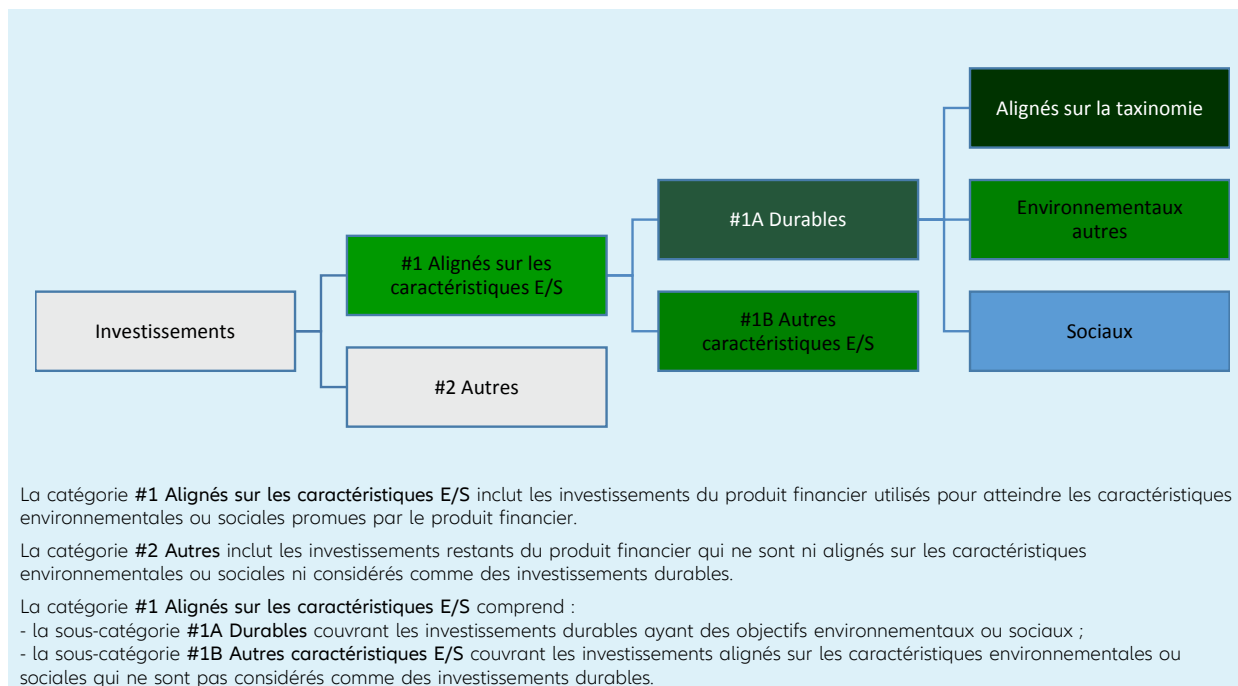 Alignés sur la taxinomie
#1A Durables
Environnementaux
autres
#1 Alignés sur les
caractéristiques E/S
Investissements
#1B Autres
caractéristiques E/S
Sociaux
#2 Autres
La catégorie #1 Alignés sur les caractéristiques E/S inclut les investissements du produit financier utilisés pour atteindre les caractéristiques
environnementales ou sociales promues par le produit financier.
La catégorie #2 Autres inclut les investissements restants du produit financier qui ne sont ni alignés sur les caractéristiques
environnementales ou sociales ni considérés comme des investissements durables.
La catégorie #1 Alignés sur les caractéristiques E/S comprend :
- la sous-catégorie #1A Durables couvrant les investissements durables ayant des objectifs environnementaux ou sociaux ;
- la sous-catégorie #1B Autres caractéristiques E/S couvrant les investissements alignés sur les caractéristiques environnementales ou
sociales qui ne sont pas considérés comme des investissements durables.